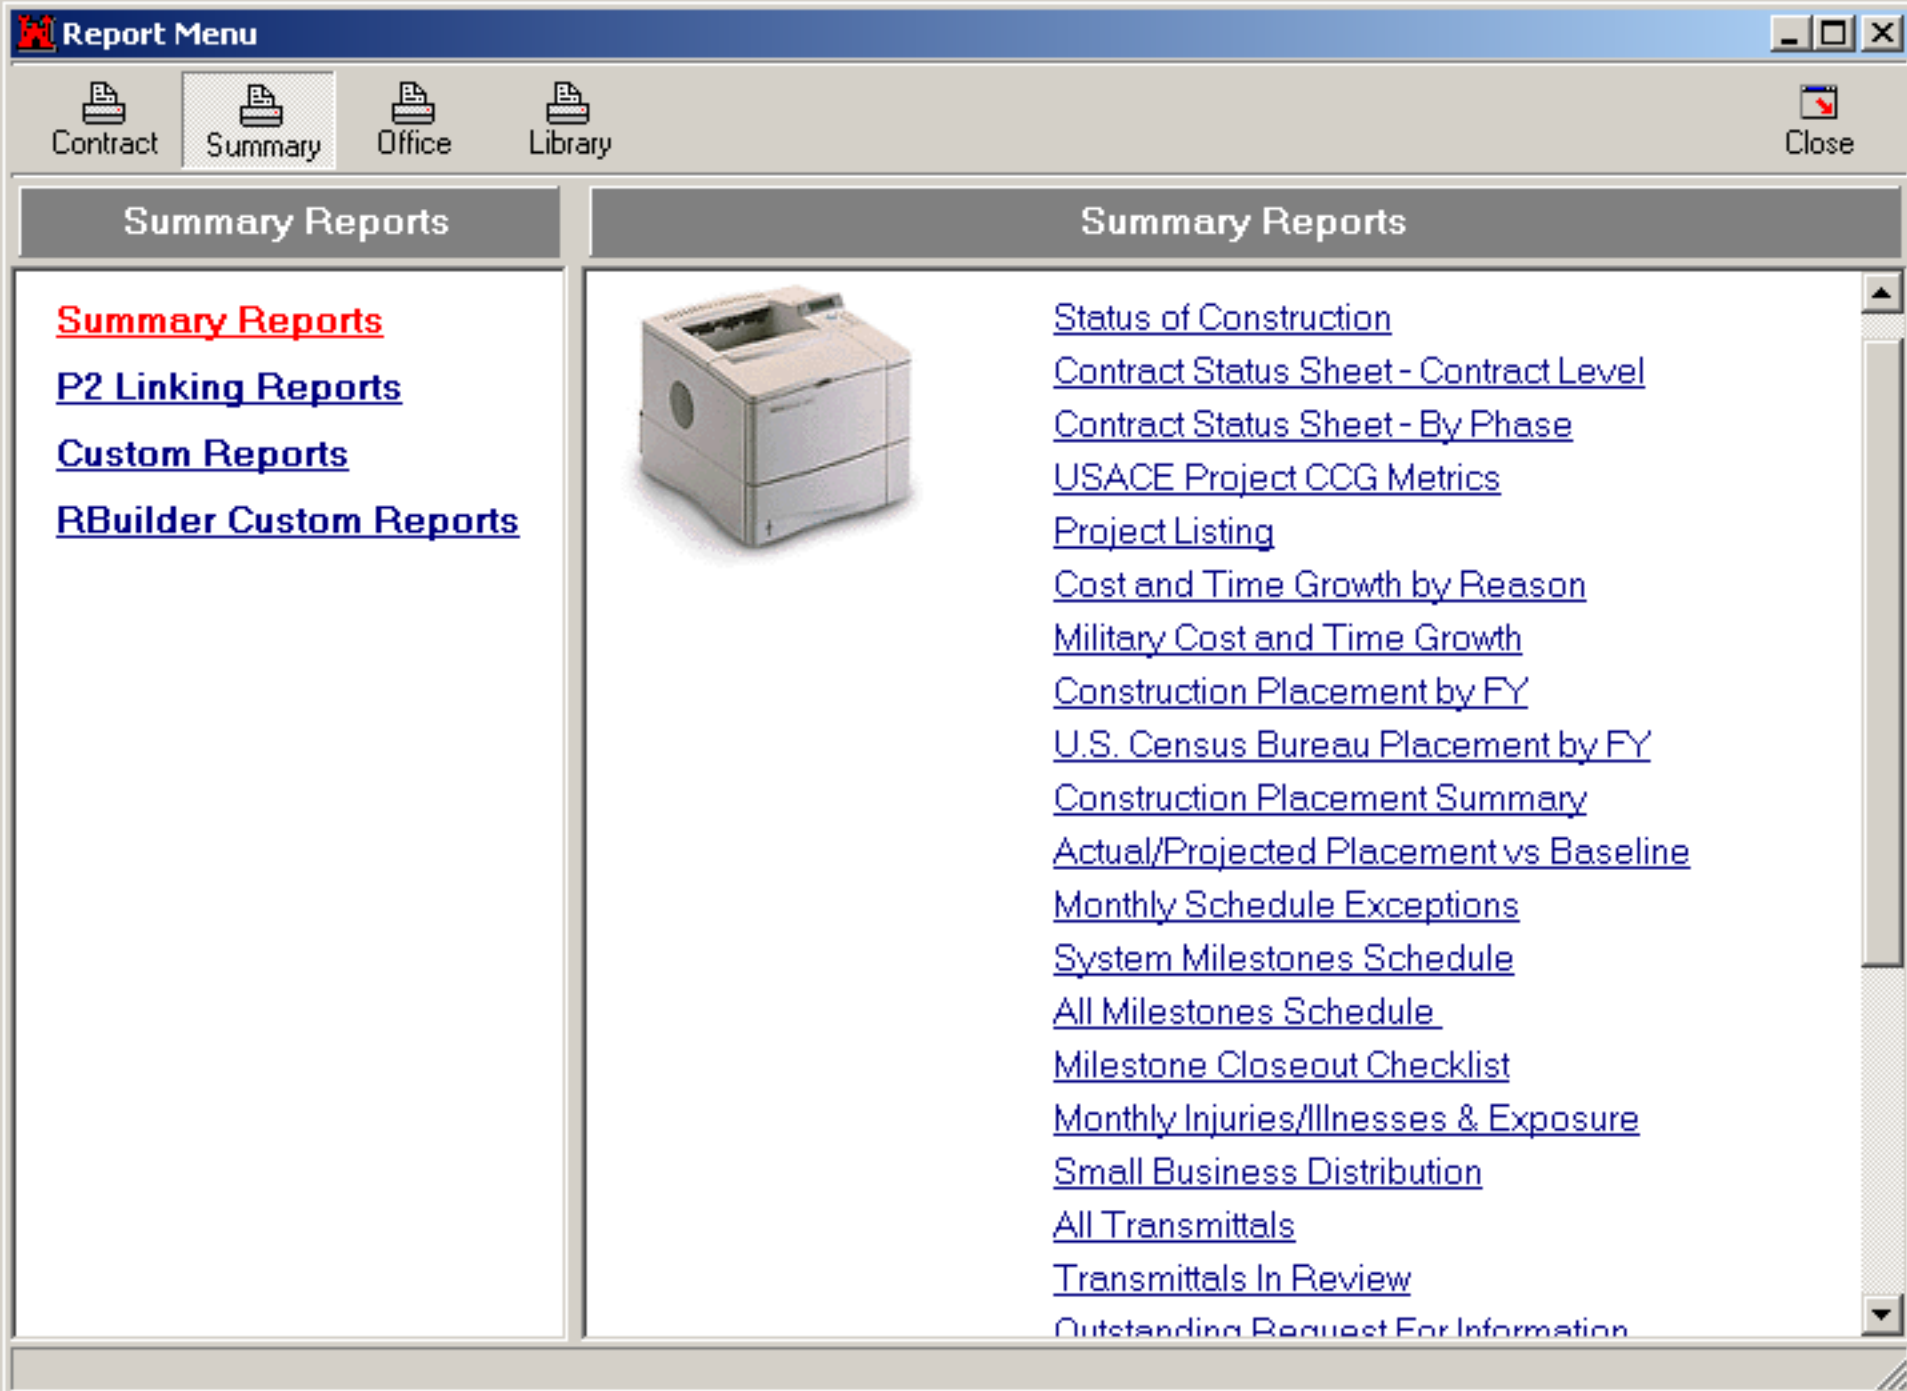 Report Menu
Contract Summary Office Library Close
Summary Reports
Summary Reports
P2 Linking Reports
Custom Reports
RBuilder Custom Reports
Summary Reports
Status of Construction
Contract Status Sheet - Contract Level
Contract Status Sheet - By Phase
USACE Project CCG Metrics
Project Listing
Cost and Time Growth by Reason
Military Cost and Time Growth
Construction Placement by FY
U.S. Census Bureau Placement by FY
Construction Placement Summary
Actual/Projected Placement vs Baseline
Monthly Schedule Exceptions
System Milestones Schedule
All Milestones Schedule
Milestone Closeout Checklist
Monthly Injuries/Illnesses & Exposure
Small Business Distribution
All Transmittals
Transmittals In Review
Outstanding Request For Information